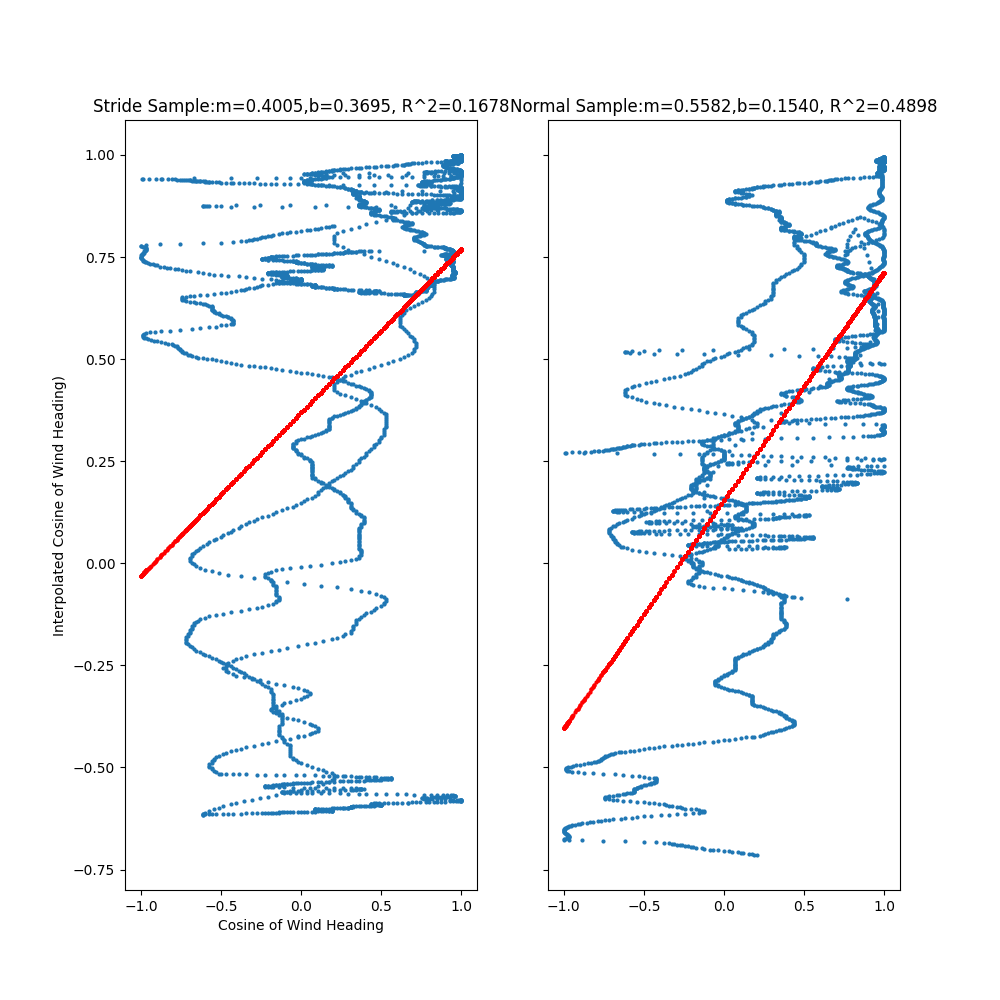 Stride Sample:m=0.4005,b=0.3695, R^2=0.1678
Normal Sample:m=0.5582,b=0.1540, R^2=0.4898
Interpolated Cosine of Wind Heading)
1.00
0.75
0.50
0.25
0.00
−0.25
−0.50
−0.75
−1.0 −0.5 0.0 0.5 1.0
Cosine of Wind Heading
−1.0 −0.5 0.0 0.5 1.0